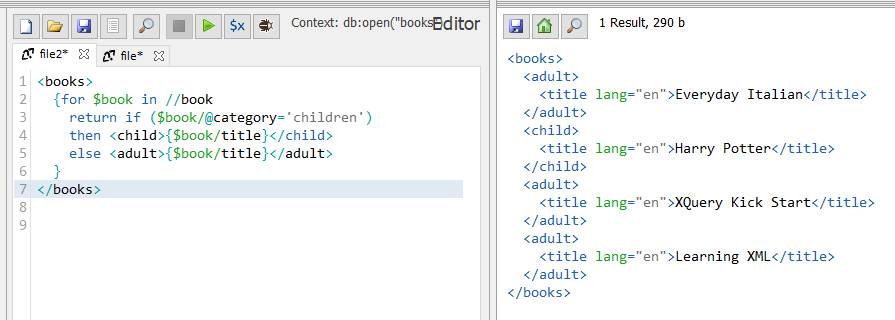 Context: db:open("books" Editor
file2* file*
1 <books>
2 {for $book in //book
3 return if ($book/@category='children')
4 then <child>{$book/title}</child>
5 else <adult>{$book/title}</adult>
6 }
7 </books>
8
9
$x
1 Result, 290 b
<books>
<adult>
<title lang="en">Everyday Italian</title>
</adult>
<child>
<title lang="en">Harry Potter</title>
</child>
<adult>
<title lang="en">XQuery Kick Start</title>
</adult>
<adult>
<title lang="en">Learning XML</title>
</adult>
</books>